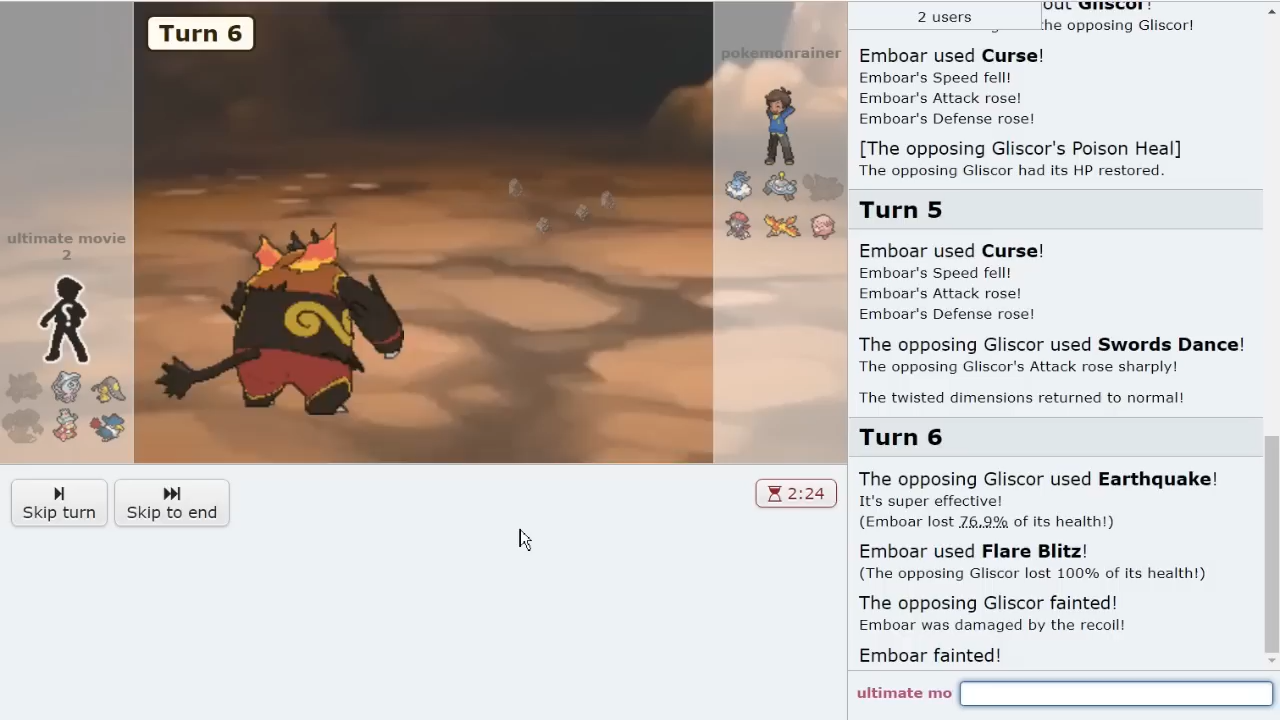 Turn 6
pokemonrainer
ultimate movie
2
Skip turn
Skip to end
2:24
2 users
out Gliscor!
the opposing Gliscor!
Emboar used Curse!
Emboar's Speed fell!
Emboar's Attack rose!
Emboar's Defense rose!
[The opposing Gliscor's Poison Heal]
The opposing Gliscor had its HP restored.
Turn 5
Emboar used Curse!
Emboar's Speed fell!
Emboar's Attack rose!
Emboar's Defense rose!
The opposing Gliscor used Swords Dance!
The opposing Gliscor's Attack rose sharply!
The twisted dimensions returned to normal!
Turn 6
The opposing Gliscor used Earthquake!
It's super effective!
(Emboar lost 76.9% of its health!)
Emboar used Flare Blitz!
(The opposing Gliscor lost 100% of its health!)
The opposing Gliscor fainted!
Emboar was damaged by the recoil!
Emboar fainted!
ultimate mo